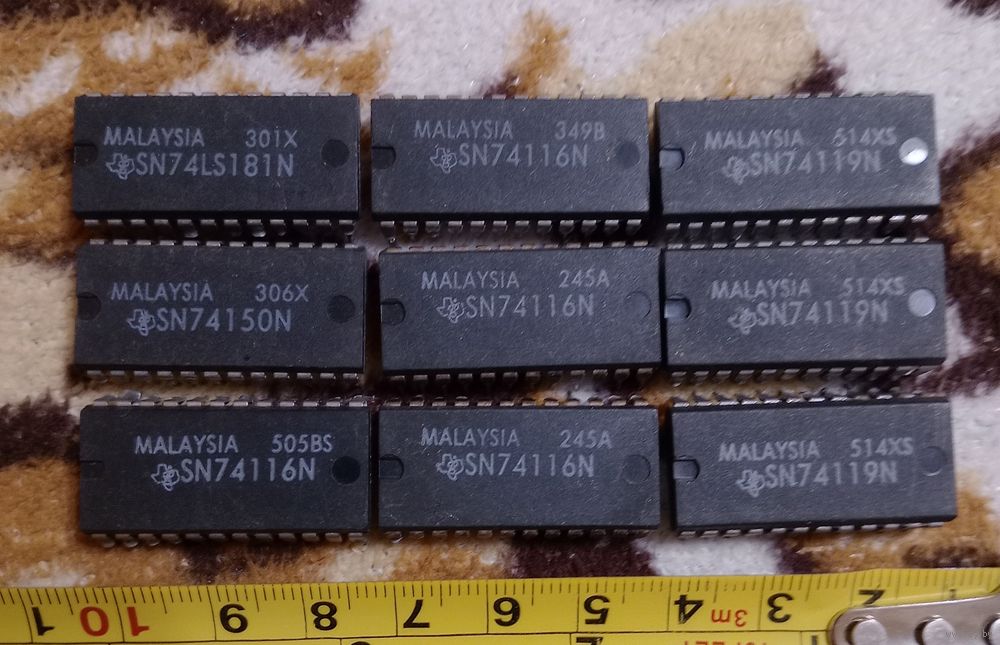 MALAYSIA 301X
SN74LS181N
MALAYSIA 349B
SN74116N
MALAYSIA 514XS
SN74119N
MALAYSIA 306X
SN74150N
MALAYSIA 245A
SN74116N
MALAYSIA 514XS
SN74119N
MALAYSIA 505BS
SN74116N
MALAYSIA 245A
SN74116N
MALAYSIA 514XS
SN74119N
11 10 9 8 7 6 5 4 3m 3 2